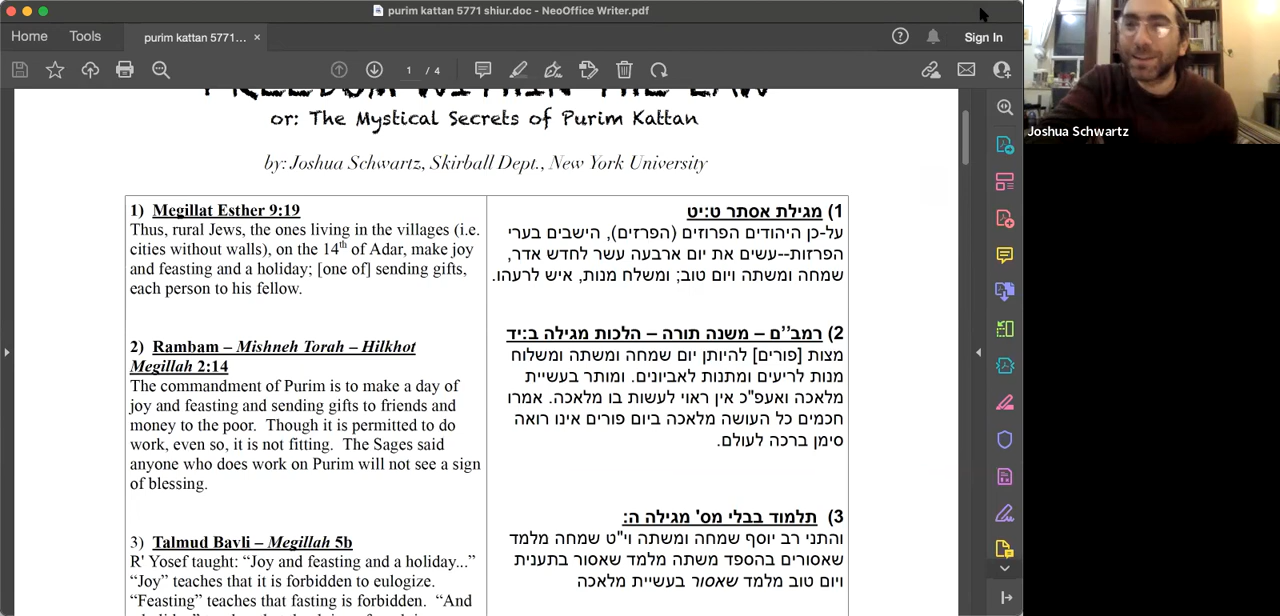 purim kattan 5771 shiur.doc - NeoOffice Writer.pdf
Home Tools purim kattan 5771... × Sign In
1 / 4
FREEDOM WITHIN THE LAW
or: The Mystical Secrets of Purim Kattan
by: Joshua Schwartz, Skirball Dept., New York University
Joshua Schwartz
1) Megillat Esther 9:19
Thus, rural Jews, the ones living in the villages (i.e.
cities without walls), on the 14th of Adar, make joy
and feasting and a holiday; [one of] sending gifts,
each person to his fellow.
2) Rambam – Mishneh Torah – Hilkhot
Megillah 2:14
The commandment of Purim is to make a day of
joy and feasting and sending gifts to friends and
money to the poor. Though it is permitted to do
work, even so, it is not fitting. The Sages said
anyone who does work on Purim will not see a sign
of blessing.
3) Talmud Bavli – Megillah 5b
R' Yosef taught: “Joy and feasting and a holiday...”
“Joy” teaches that it is forbidden to eulogize.
“Feasting” teaches that fasting is forbidden. “And
1) מגילת אסתר ט:יט
על-כן היהודים הפרוזים (הפרזים), הישבים בערי
הפרזות--עשים את יום ארבעה עשר לחדש אדר,
שמחה ומשתה ויום טוב; ומשלח מנות, איש לרעהו.
2) רמב''ם – משנה תורה – הלכות מגילה ב:יד
מצות [פורים] להיותן יום שמחה ומשתה ומשלוח
מנות לריעים ומתנות לאביונים. ומותר בעשיית
מלאכה ואעפ"כ אין ראוי לעשות בו מלאכה. אמרו
חכמים כל העושה מלאכה ביום פורים אינו רואה
סימן ברכה לעולם.
3) תלמוד בבלי מס' מגילה ה:
והתני רב יוסף שמחה ומשתה וי"ט שמחה מלמד
שאסורים בהספד משתה מלמד שאסור בתענית
ויום טוב מלמד שאסור בעשיית מלאכה